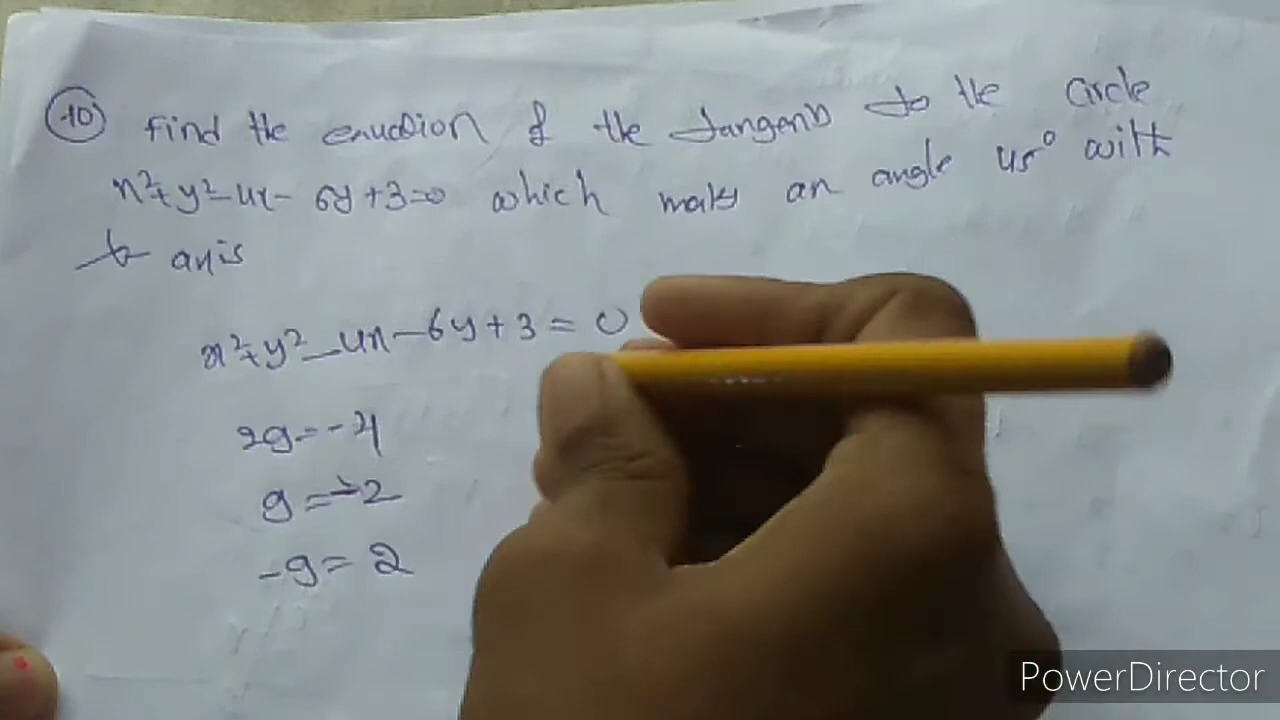 10) Find the equation of the tangents to the circle
x²+y²-4x-6y+3=0 which makes an angle 45° with
x axis
x²+y²-4x-6y+3=0
2g=-4
g=-2
-g=2
PowerDirector